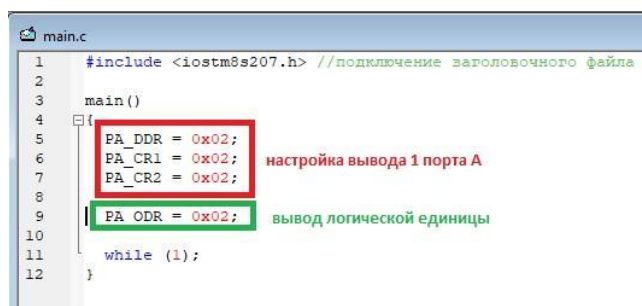 main.c
1 #include <iostm8s207.h> //подключение заголовочного файла
2
3 main()
4 {
5 PA_DDR = 0x02;
6 PA_CR1 = 0x02; настройка вывода 1 порта А
7 PA_CR2 = 0x02;
8
9 PA_ODR = 0x02; вывод логической единицы
10
11 while (1);
12 }